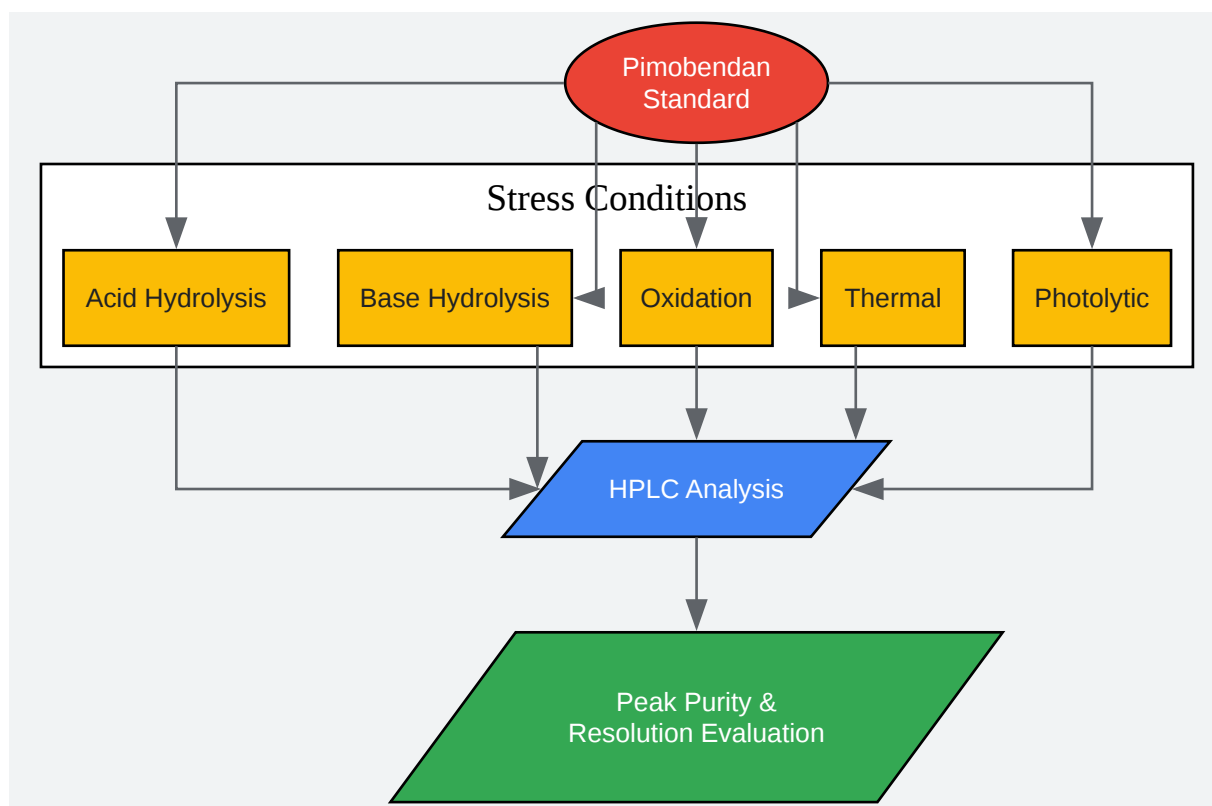 Pimobendan
Standard
Stress Conditions
Acid Hydrolysis
Base Hydrolysis
Oxidation
Thermal
Photolytic
HPLC Analysis
Peak Purity &
Resolution Evaluation